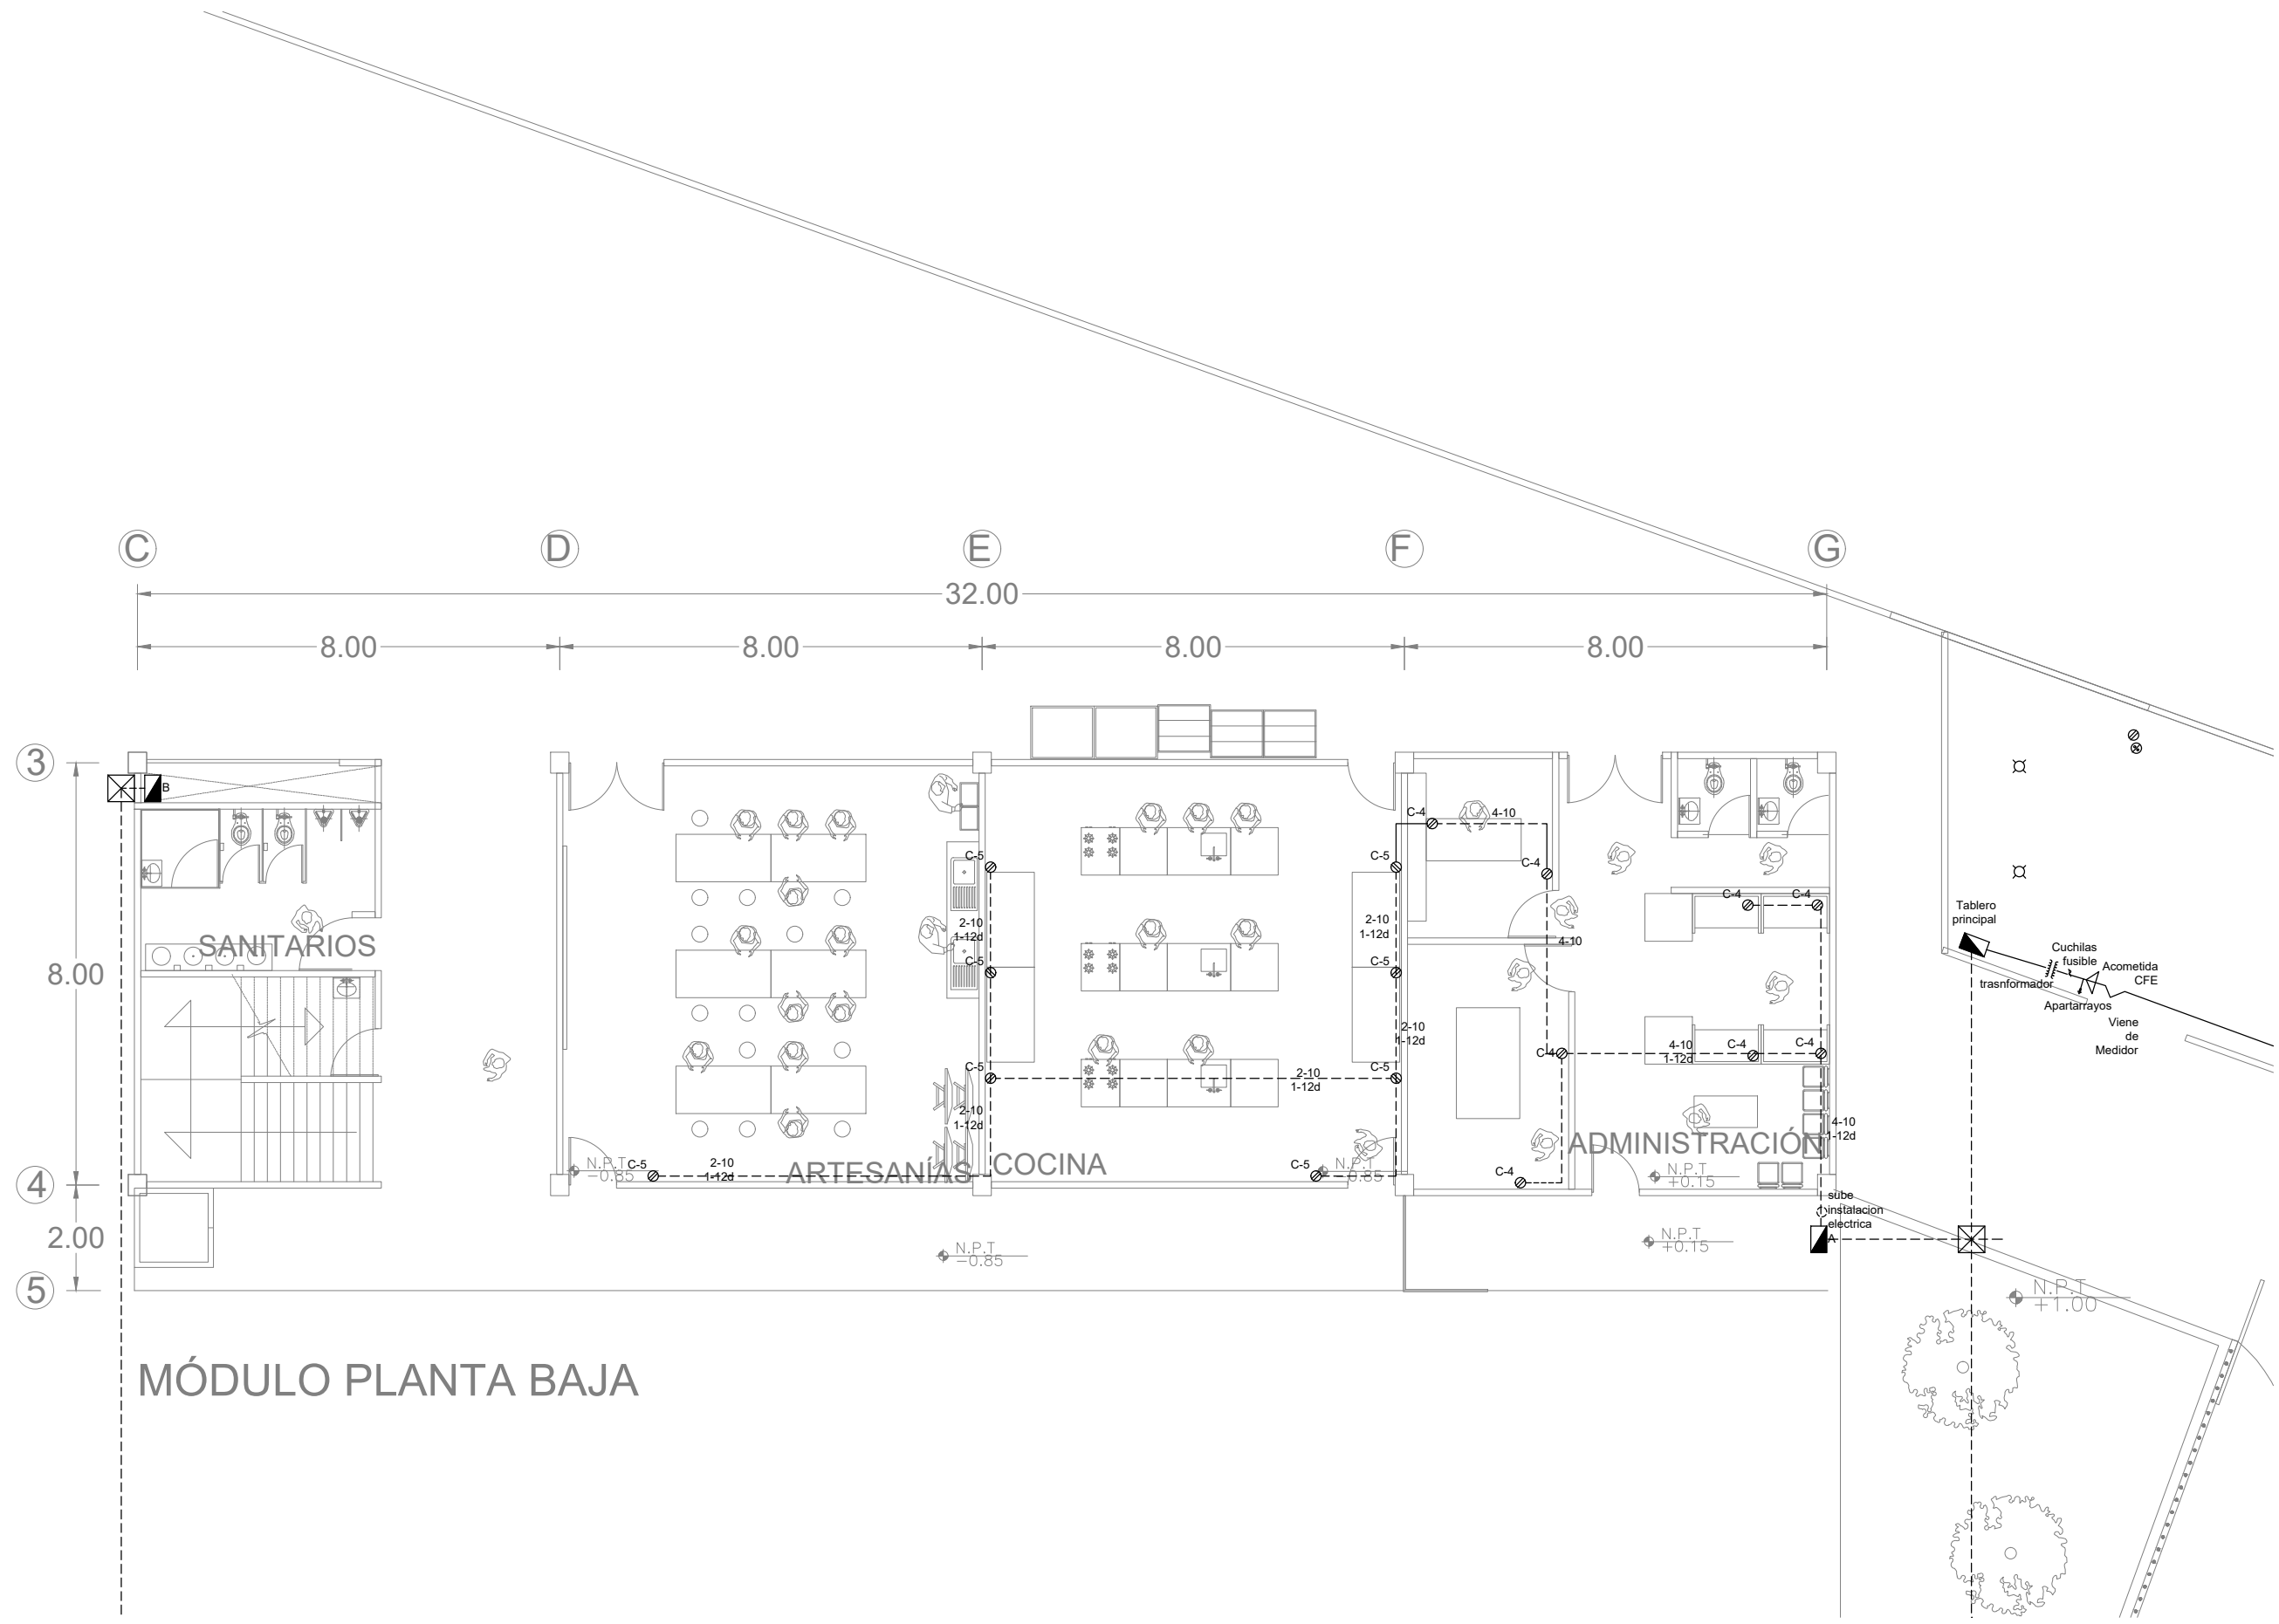 C D E F G
32.00
8.00 8.00 8.00 8.00
3
B
C-4
4-10
C-5
C-5
C-4
C-4
C-4
Tablero
principal
2-10
1-12d
2-10
1-12d
4-10
SANITARIOS
Cuchilas
fusible
Acometida
CFE
8.00
C-5
C-5
trasnformador
Apartarrayos
Viene
de
Medidor
2-10
1-12d
C-4
4-10
1-12d
C-4
C-4
C-5
2-10
1-12d
C-5
2-10
1-12d
4-10
1-12d
ADMINISTRACIÓN
N.P.T
-0.85
C-5
2-10
1-12d
ARTESANÍAS
COCINA
C-5
N.P.T
-0.85
C-4
N.P.T
+0.15
4
sube
instalacion
electrica
2.00
A
N.P.T
-0.85
N.P.T
+0.15
5
N.P.T
+1.00
MÓDULO PLANTA BAJA